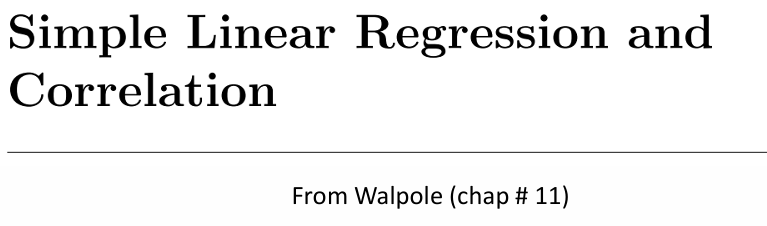 Simple Linear Regression and
Correlation
From Walpole (chap # 11)